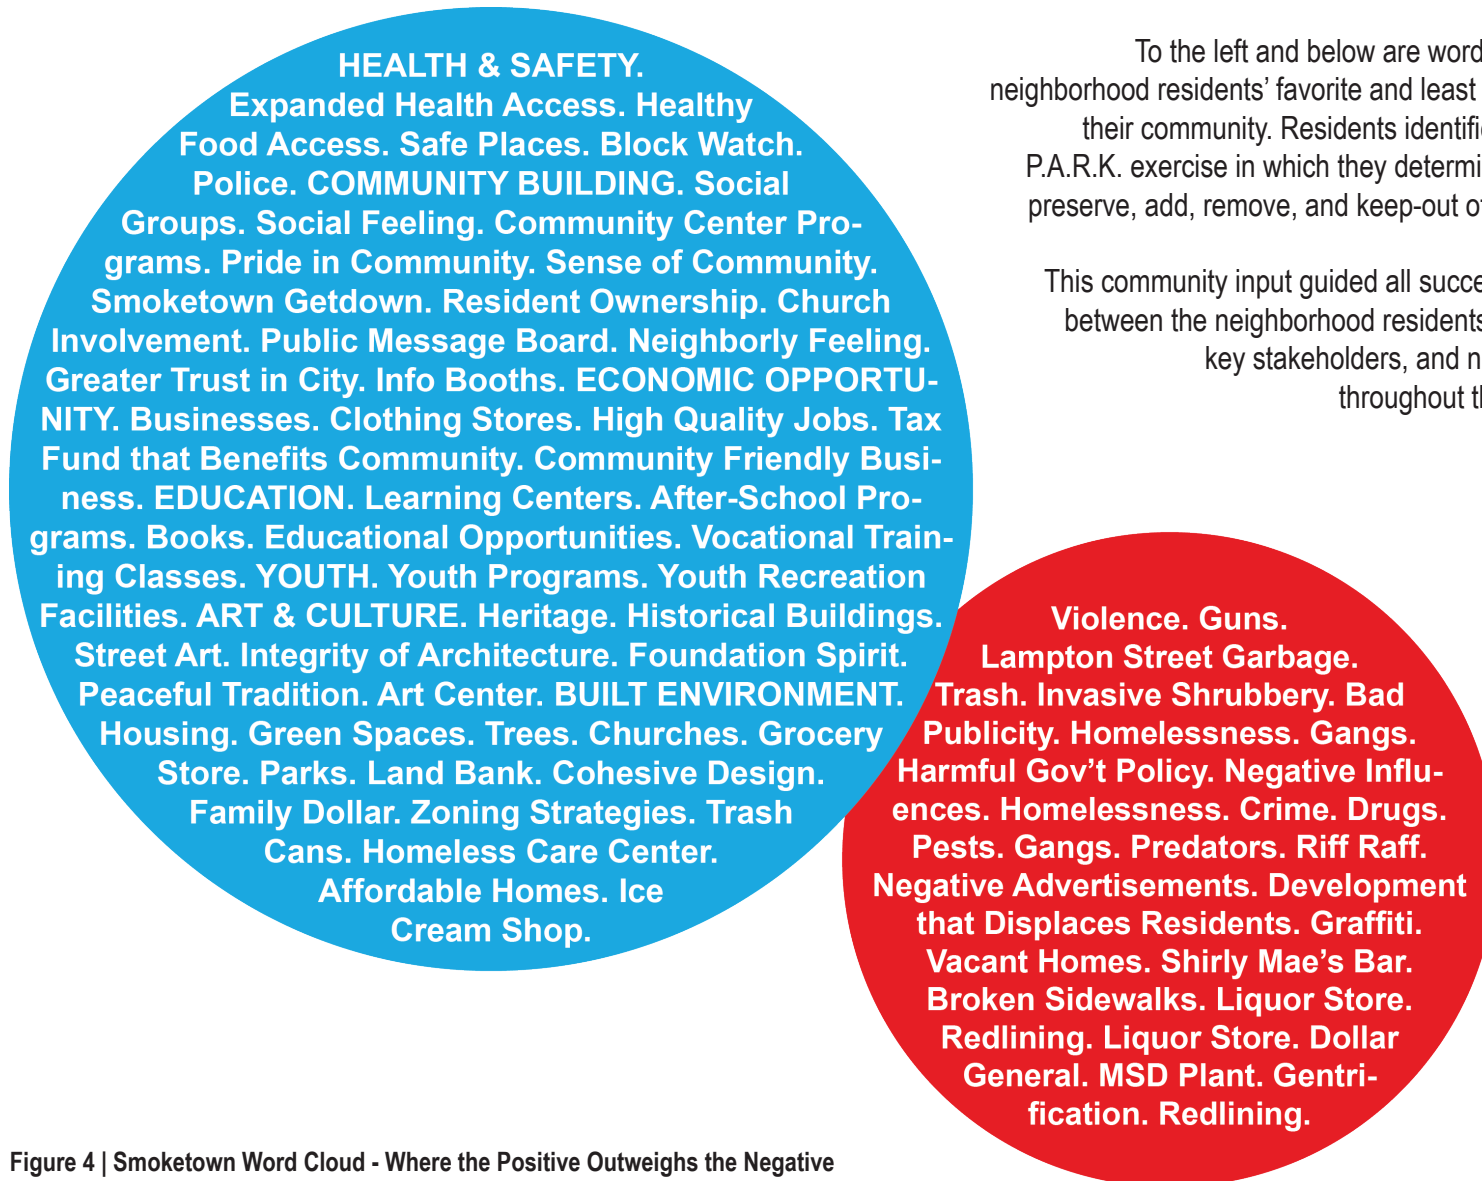 HEALTH & SAFETY.
Expanded Health Access. Healthy
Food Access. Safe Places. Block Watch.
Police. COMMUNITY BUILDING. Social
Groups. Social Feeling. Community Center Pro-
grams. Pride in Community. Sense of Community.
Smoketown Getdown. Resident Ownership. Church
Involvement. Public Message Board. Neighborly Feeling.
Greater Trust in City. Info Booths. ECONOMIC OPPORTU-
NITY. Businesses. Clothing Stores. High Quality Jobs. Tax
Fund that Benefits Community. Community Friendly Busi-
ness. EDUCATION. Learning Centers. After-School Pro-
grams. Books. Educational Opportunities. Vocational Train-
ing Classes. YOUTH. Youth Programs. Youth Recreation
Facilities. ART & CULTURE. Heritage. Historical Buildings.
Street Art. Integrity of Architecture. Foundation Spirit.
Peaceful Tradition. Art Center. BUILT ENVIRONMENT.
Housing. Green Spaces. Trees. Churches. Grocery
Store. Parks. Land Bank. Cohesive Design.
Family Dollar. Zoning Strategies. Trash
Cans. Homeless Care Center.
Affordable Homes. Ice
Cream Shop.
To the left and below are word
neighborhood residents' favorite and least
their community. Residents identifi
P.A.R.K. exercise in which they determi
preserve, add, remove, and keep-out o
This community input guided all succe
between the neighborhood residents
key stakeholders, and n
throughout t
Violence. Guns.
Lampton Street Garbage.
Trash. Invasive Shrubbery. Bad
Publicity. Homelessness. Gangs.
Harmful Gov't Policy. Negative Influ-
ences. Homelessness. Crime. Drugs.
Pests. Gangs. Predators. Riff Raff.
Negative Advertisements. Development
that Displaces Residents. Graffiti.
Vacant Homes. Shirly Mae's Bar.
Broken Sidewalks. Liquor Store.
Redlining. Liquor Store. Dollar
General. MSD Plant. Gentri-
fication. Redlining.
Figure 4 | Smoketown Word Cloud - Where the Positive Outweighs the Negative